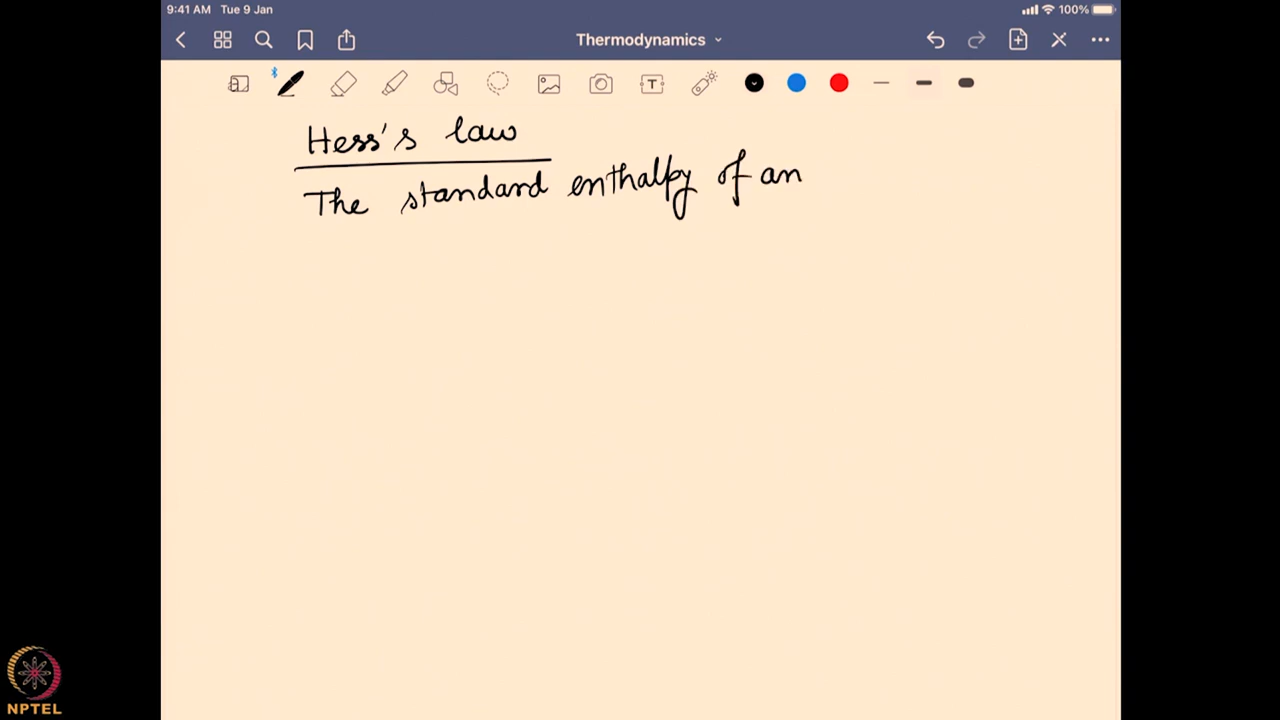 9:41 AM Tue 9 Jan
100%
Thermodynamics
T
Hess's law
The standard enthalpy of an
NPTEL